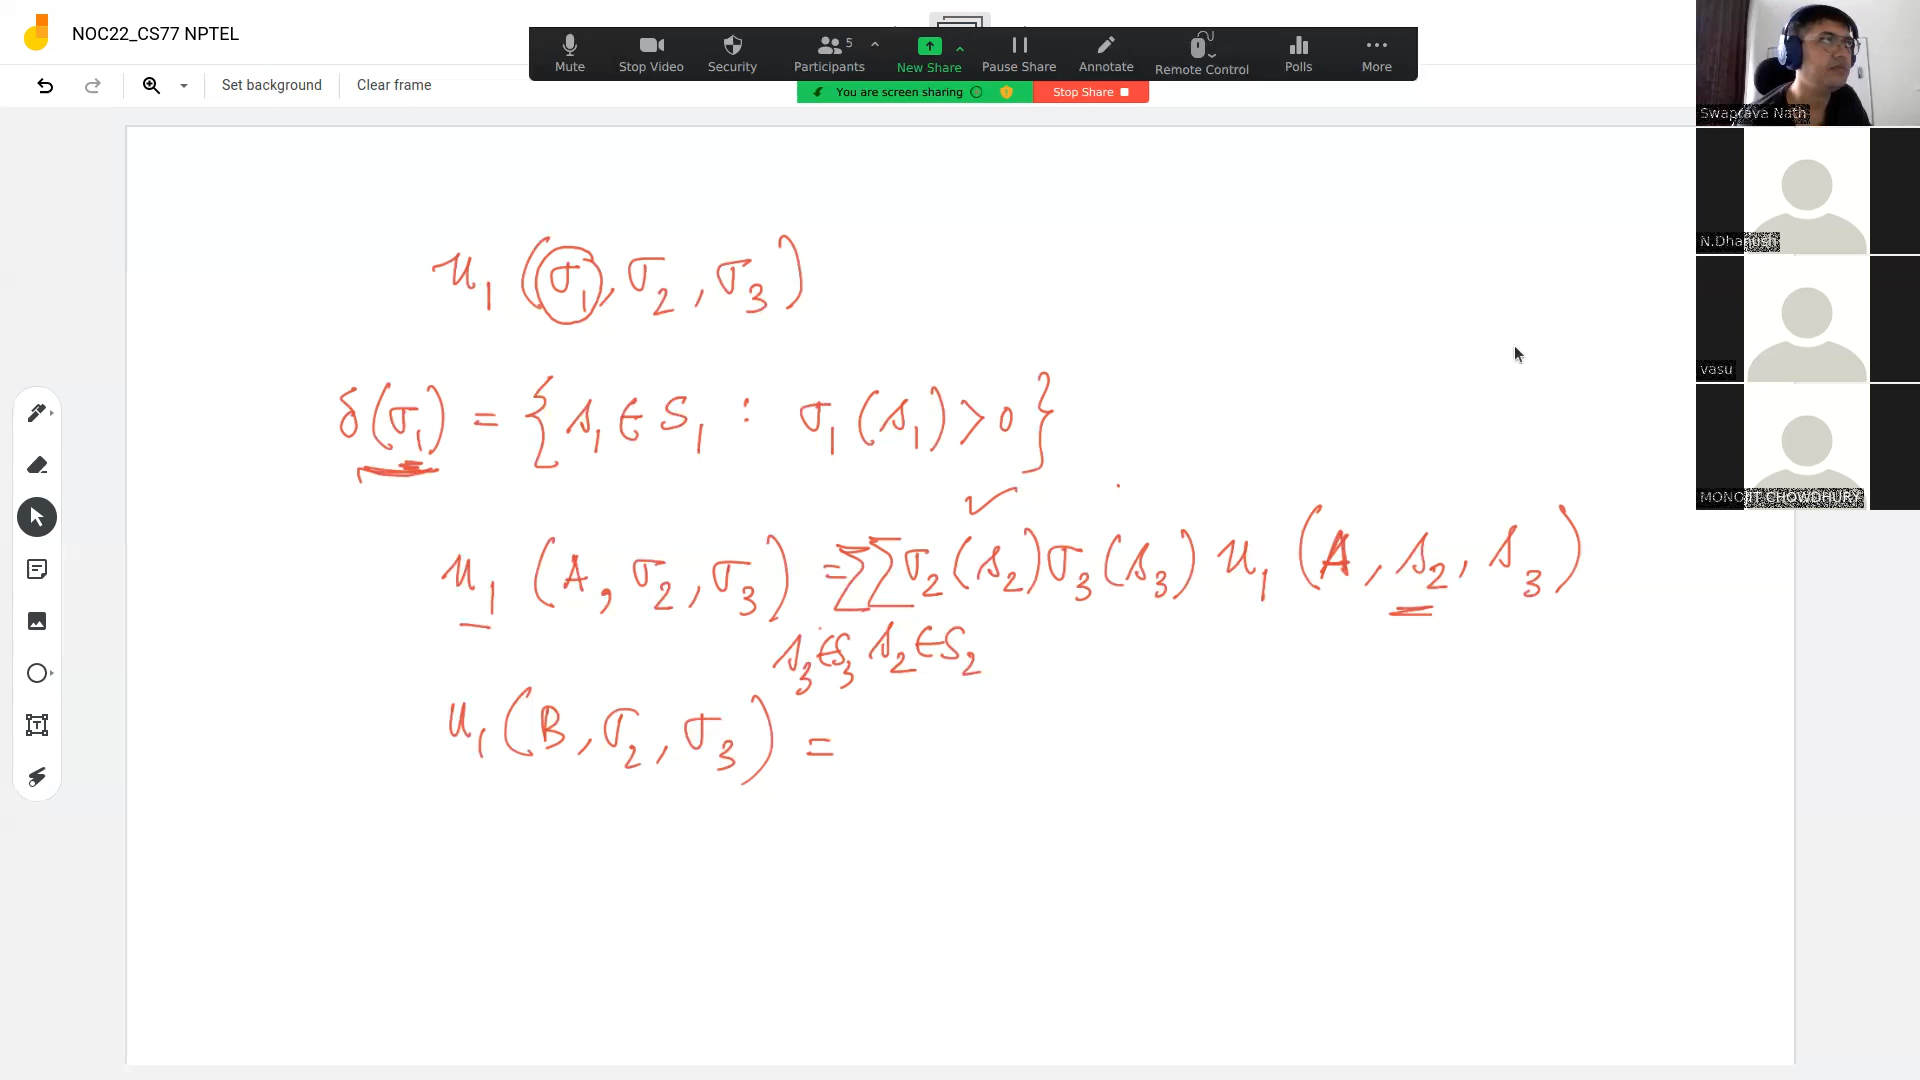 NOC22_CS77 NPTEL
Mute
Stop Video
Security
Participants 5
New Share
Pause Share
Annotate
Remote Control
Polls
More
You are screen sharing
Stop Share
Set background
Clear frame
Swaprava Nath
N.Dhanush
vasu
MONOJIT CHOWDHURY
u₁ (σ₁, σ₂, σ₃)
δ(σ₁) = { s₁ ∈ S₁ : σ₁(s₁) > 0 }
u₁ (A, σ₂, σ₃) = ∑∑ σ₂(s₂) σ₃(s₃) u₁ (A, s₂, s₃)
s₃∈S₃ s₂∈S₂
u₁ (B, σ₂, σ₃) =